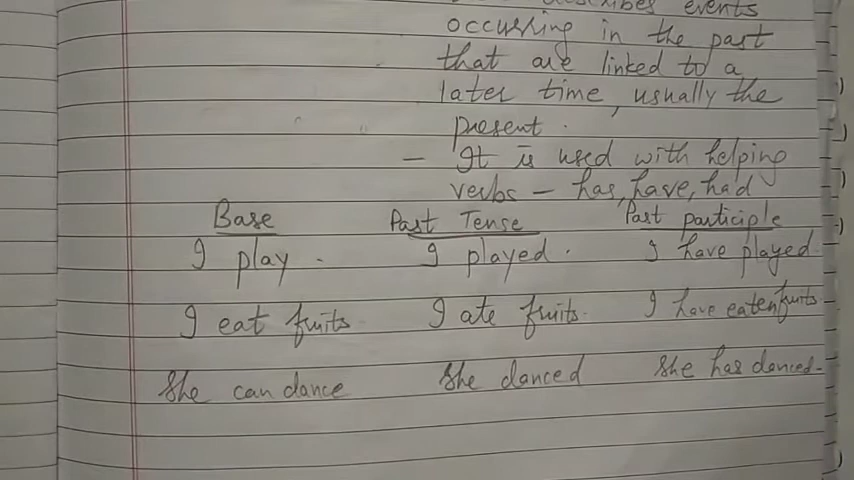 describes events
occurring in the past
that are linked to a
later time, usually the
present.
- It is used with helping
verbs - has, have, had
Base Past Tense Past participle
I play. I played. I have played.
I eat fruits. I ate fruits. I have eaten fruits.
She can dance She danced She has danced.